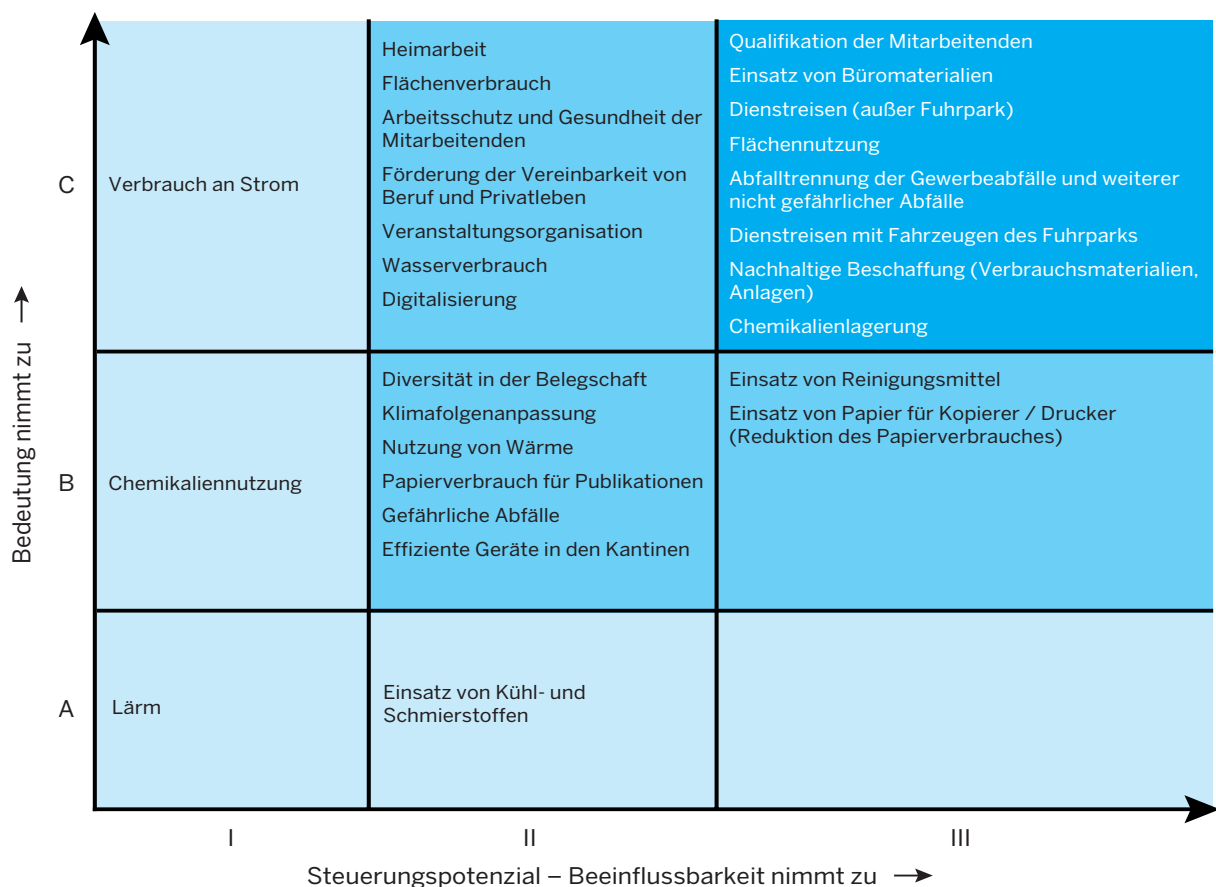 Bedeutung nimmt zu →
C
Verbrauch an Strom
Heimarbeit
Flächenverbrauch
Arbeitsschutz und Gesundheit der
Mitarbeitenden
Förderung der Vereinbarkeit von
Beruf und Privatleben
Veranstaltungsorganisation
Wasserverbrauch
Digitalisierung
Qualifikation der Mitarbeitenden
Einsatz von Büromaterialien
Dienstreisen (außer Fuhrpark)
Flächennutzung
Abfalltrennung der Gewerbeabfälle und weiterer
nicht gefährlicher Abfälle
Dienstreisen mit Fahrzeugen des Fuhrparks
Nachhaltige Beschaffung (Verbrauchsmaterialien,
Anlagen)
Chemikalienlagerung
B
Chemikaliennutzung
Diversität in der Belegschaft
Klimafolgenanpassung
Nutzung von Wärme
Papierverbrauch für Publikationen
Gefährliche Abfälle
Effiziente Geräte in den Kantinen
Einsatz von Reinigungsmittel
Einsatz von Papier für Kopierer / Drucker
(Reduktion des Papierverbrauches)
A
Lärm
Einsatz von Kühl- und
Schmierstoffen
I
II
III
Steuerungspotenzial – Beeinflussbarkeit nimmt zu →